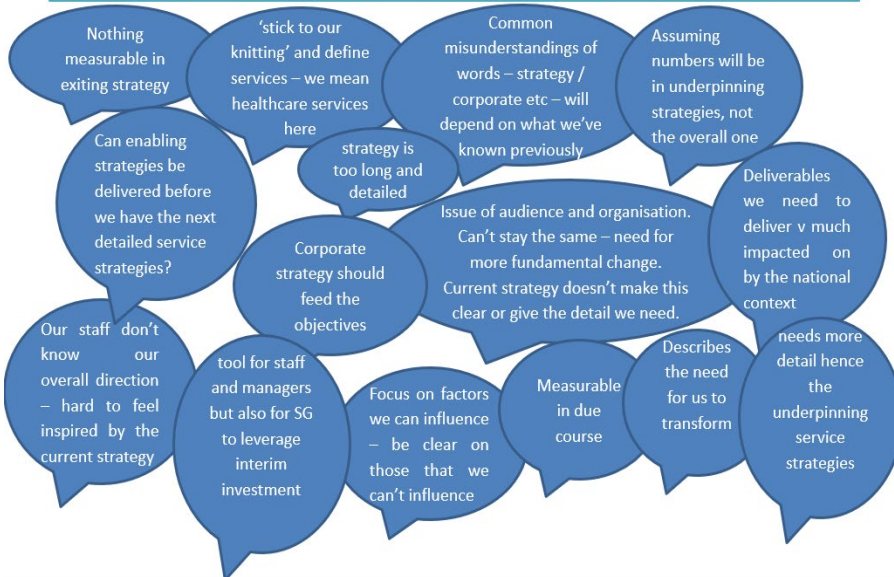 Nothing
measurable in
exiting strategy
‘stick to our
knitting’ and define
services – we mean
healthcare services
here
Common
misunderstandings of
words – strategy /
corporate etc – will
depend on what we’ve
known previously
Assuming
numbers will be
in underpinning
strategies, not
the overall one
Can enabling
strategies be
delivered before
we have the next
detailed service
strategies?
strategy is
too long and
detailed
Deliverables
we need to
deliver v much
impacted on
by the national
context
Corporate
strategy should
feed the
objectives
Issue of audience and organisation.
Can’t stay the same – need for
more fundamental change.
Current strategy doesn’t make this
clear or give the detail we need.
Our staff don’t
know our
overall direction
– hard to feel
inspired by the
current strategy
tool for staff
and managers
but also for SG
to leverage
interim
investment
Focus on factors
we can influence
– be clear on
those that we
can’t influence
Measurable
in due
course
Describes
the need
for us to
transform
needs more
detail hence
the
underpinning
service
strategies